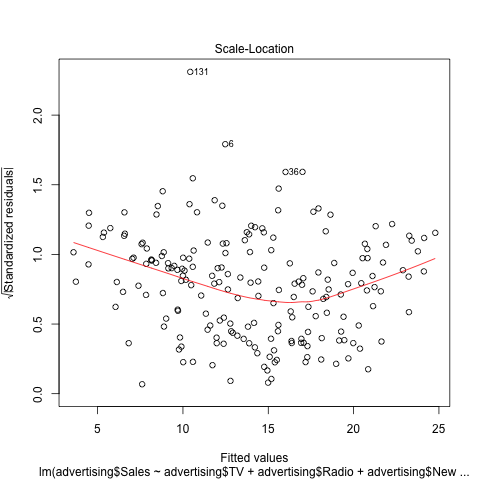 Scale-Location
131
6
36
√|Standardized residuals|
0.0 0.5 1.0 1.5 2.0
5 10 15 20 25
Fitted values
lm(advertising$Sales ~ advertising$TV + advertising$Radio + advertising$New ...